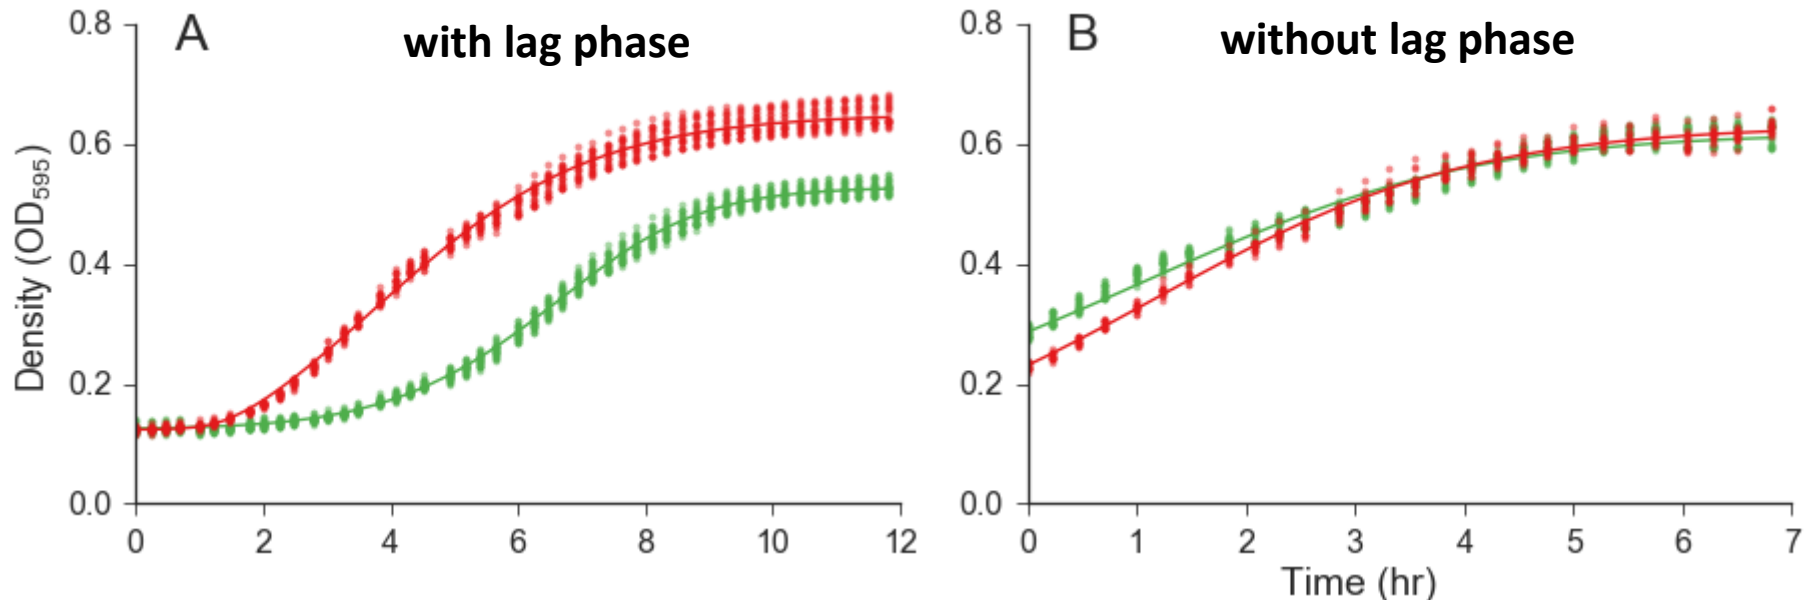 A with lag phase
0.8
0.6
0.4
0.2
0.0
Density (OD595)
0 2 4 6 8 10 12
B without lag phase
0.8
0.6
0.4
0.2
0.0
0 1 2 3 4 5 6 7
Time (hr)